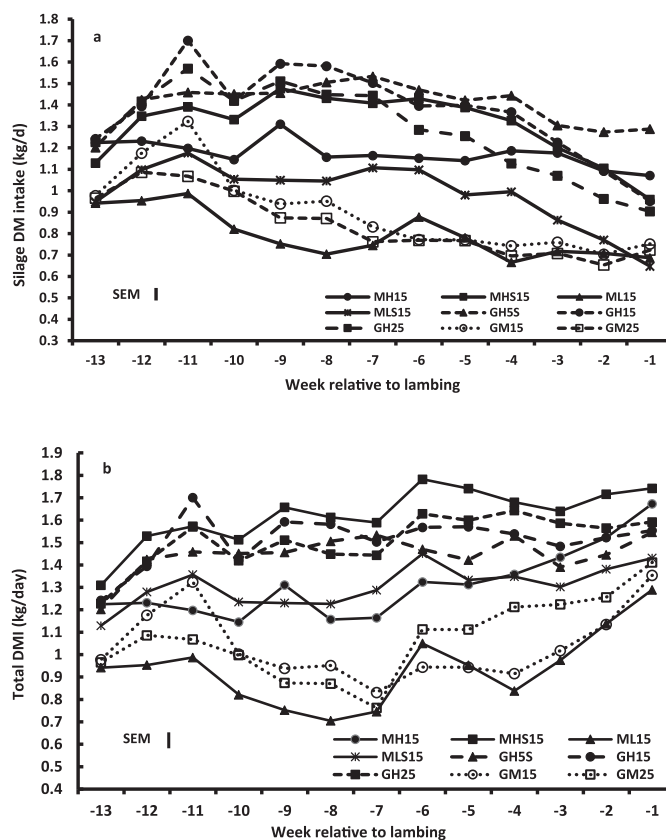 a
Silage DM intake (kg/d)
1.8
1.7
1.6
1.5
1.4
1.3
1.2
1.1
1
0.9
0.8
0.7
0.6
0.5
0.4
0.3
SEM
MH15 MHS15 ML15
MLS15 GH5S GH15
GH25 GM15 GM25
-13 -12 -11 -10 -9 -8 -7 -6 -5 -4 -3 -2 -1
Week relative to lambing
b
Total DMI (kg/day)
1.9
1.8
1.7
1.6
1.5
1.4
1.3
1.2
1.1
1
0.9
0.8
0.7
0.6
0.5
0.4
SEM
MH15 MHS15 ML15
MLS15 GH5S GH15
GH25 GM15 GM25
-13 -12 -11 -10 -9 -8 -7 -6 -5 -4 -3 -2 -1
Week relative to lambing